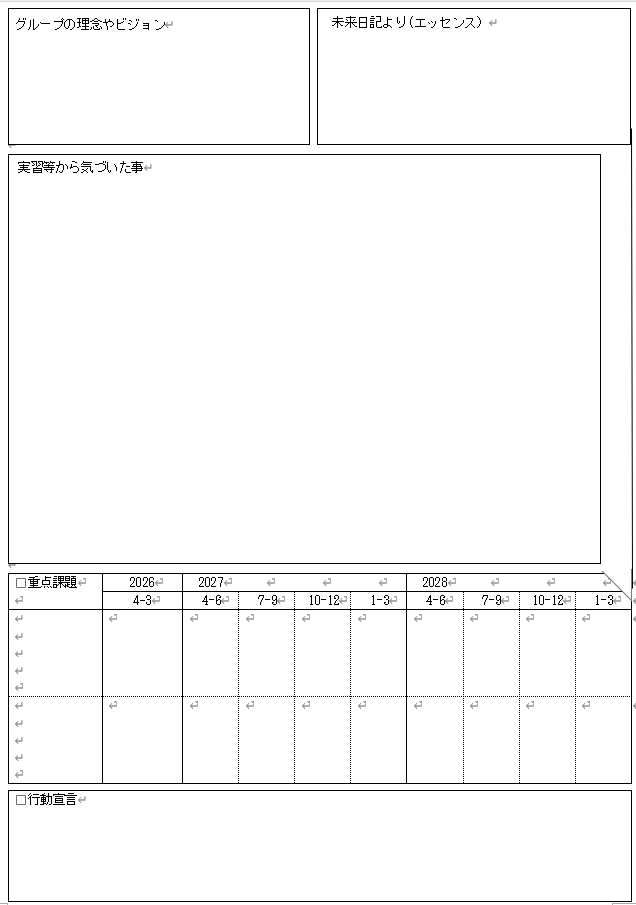 グループの理念やビジョン
未来日記より(エッセンス)
実習等から気づいた事
□重点課題 2026 2027 2028
4-3 4-6 7-9 10-12 1-3 4-6 7-9 10-12 1-3
□行動宣言